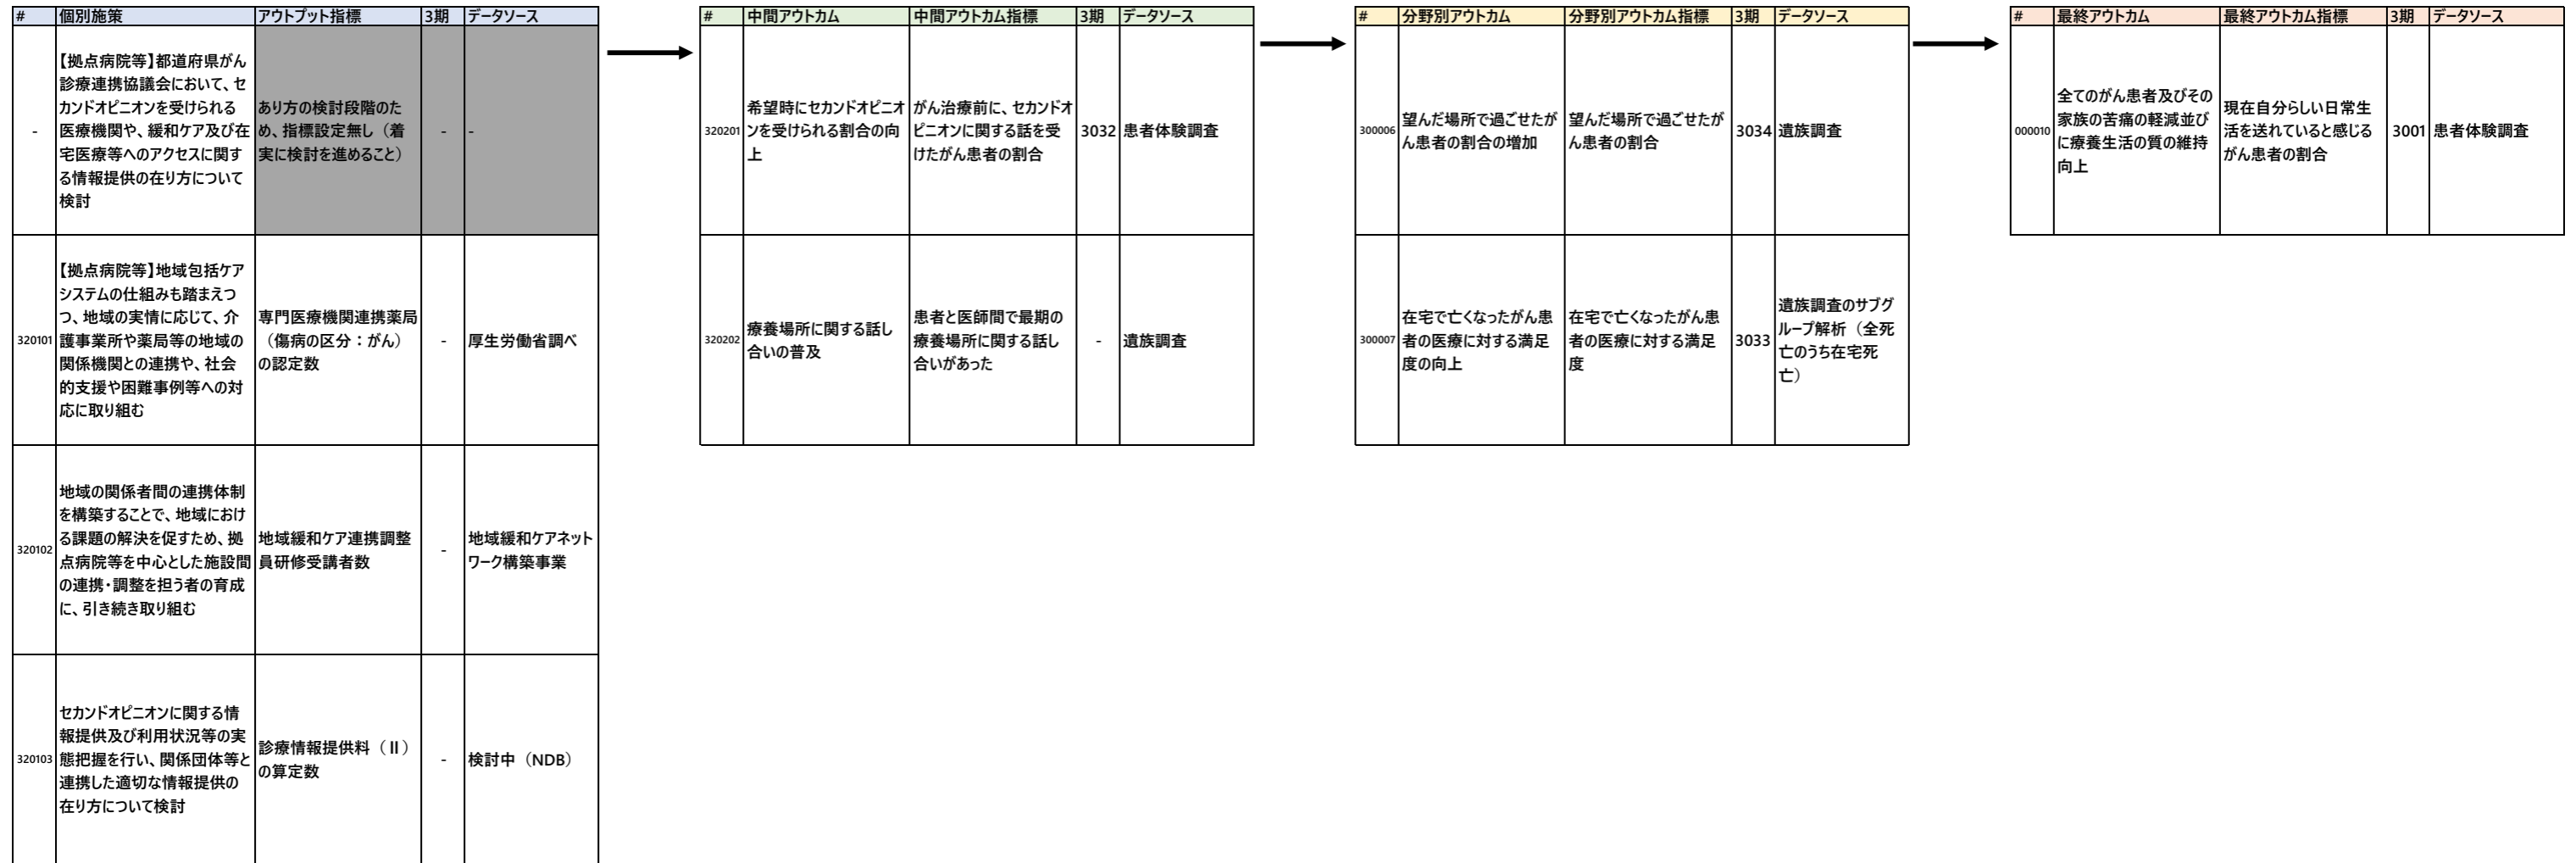 # 個別施策 アウトプット指標 3期 データソース
-
【拠点病院等】都道府県がん
診療連携協議会において、セ
カンドオピニオンを受けられる
医療機関や、緩和ケア及び在
宅医療等へのアクセスに関す
る情報提供の在り方について
検討
あり方の検討段階のた
め、指標設定無し（着
実に検討を進めること）
-
-
320101
【拠点病院等】地域包括ケア
システムの仕組みも踏まえつ
つ、地域の実情に応じて、介
護事業所や薬局等の地域の
関係機関との連携や、社会
的支援や困難事例等への対
応に取り組む
専門医療機関連携薬局
（傷病の区分：がん）
の認定数
-
厚生労働省調べ
320102
地域の関係者間の連携体制
を構築することで、地域におけ
る課題の解決を促すため、拠
点病院等を中心とした施設間
の連携・調整を担う者の育成
に、引き続き取り組む
地域緩和ケア連携調整
員研修受講者数
-
地域緩和ケアネット
ワーク構築事業
320103
セカンドオピニオンに関する情
報提供及び利用状況等の実
態把握を行い、関係団体等と
連携した適切な情報提供の
在り方について検討
診療情報提供料（Ⅱ）
の算定数
-
検討中（NDB）
# 中間アウトカム 中間アウトカム指標 3期 データソース
320201
希望時にセカンドオピニオ
ンを受けられる割合の向
上
がん治療前に、セカンドオ
ピニオンに関する話を受
けたがん患者の割合
3032
患者体験調査
320202
療養場所に関する話し
合いの普及
患者と医師間で最期の
療養場所に関する話し
合いがあった
-
遺族調査
# 分野別アウトカム 分野別アウトカム指標 3期 データソース
300006
望んだ場所で過ごせたが
ん患者の割合の増加
望んだ場所で過ごせたが
ん患者の割合
3034
遺族調査
300007
在宅で亡くなったがん患
者の医療に対する満足
度の向上
在宅で亡くなったがん患
者の医療に対する満足
度
3033
遺族調査のサブグ
ループ解析（全死
亡のうち在宅死
亡）
# 最終アウトカム 最終アウトカム指標 3期 データソース
000010
全てのがん患者及びその
家族の苦痛の軽減並び
に療養生活の質の維持
向上
現在自分らしい日常生
活を送れていると感じる
がん患者の割合
3001
患者体験調査